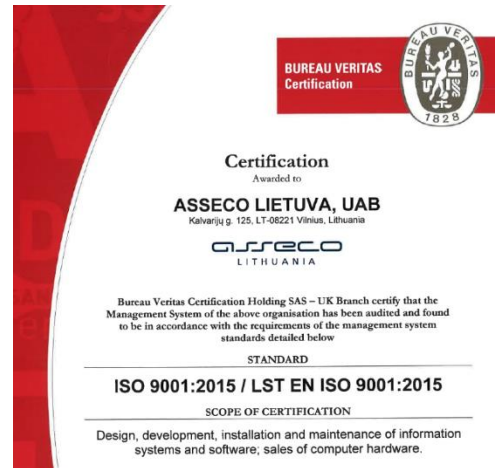 BUREAU VERITAS
Certification
BUREAU VERITAS
1828
Certification
Awarded to
ASSECO LIETUVA, UAB
Kalvarijų g. 125, LT-08221 Vilnius, Lithuania
asseco
LITHUANIA
Bureau Veritas Certification Holding SAS – UK Branch certify that the
Management System of the above organisation has been audited and found
to be in accordance with the requirements of the management system
standards detailed below
STANDARD
ISO 9001:2015 / LST EN ISO 9001:2015
SCOPE OF CERTIFICATION
Design, development, installation and maintenance of information
systems and software; sales of computer hardware.